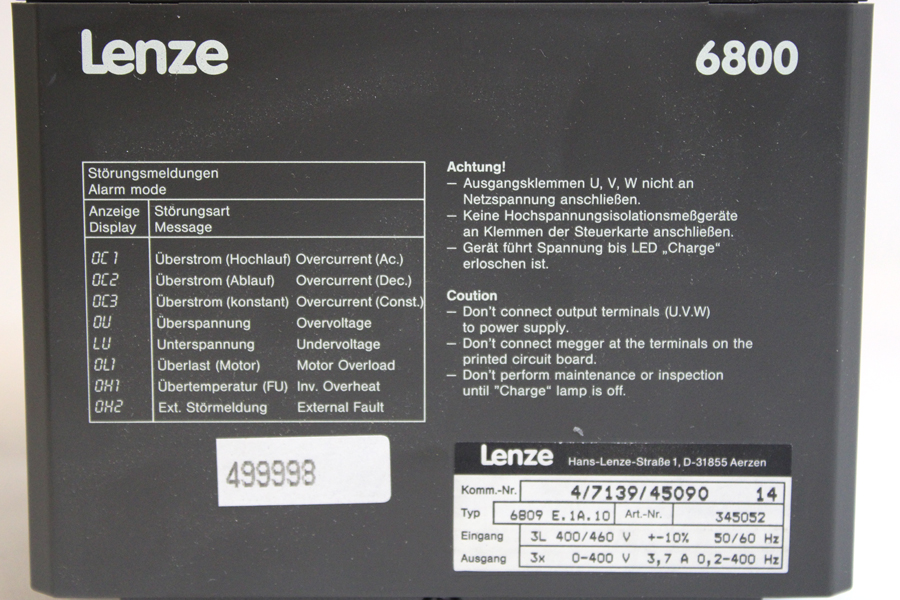 Lenze
6800
Störungsmeldungen
Alarm mode
Anzeige Störungsart
Display Message
OC1 Überstrom (Hochlauf) Overcurrent (Ac.)
OC2 Überstrom (Ablauf) Overcurrent (Dec.)
OC3 Überstrom (konstant) Overcurrent (Const.)
OU Überspannung Overvoltage
LU Unterspannung Undervoltage
OL1 Überlast (Motor) Motor Overload
OH1 Übertemperatur (FU) Inv. Overheat
OH2 Ext. Störmeldung External Fault
Achtung!
– Ausgangsklemmen U, V, W nicht an
Netzspannung anschließen.
– Keine Hochspannungsisolationsmeßgeräte
an Klemmen der Steuerkarte anschließen.
– Gerät führt Spannung bis LED „Charge“
erloschen ist.
Coution
– Don't connect output terminals (U.V.W)
to power supply.
– Don't connect megger at the terminals on the
printed circuit board.
– Don't perform maintenance or inspection
until "Charge“ lamp is off.
499998
Lenze Hans-Lenze-Straße 1, D-31855 Aerzen
Komm.-Nr. 4/7139/45090 14
Typ 6809 E.1A.10 Art.-Nr. 345052
Eingang 3L 400/460 V +-10% 50/60 Hz
Ausgang 3x 0-400 V 3,7 A 0,2-400 Hz